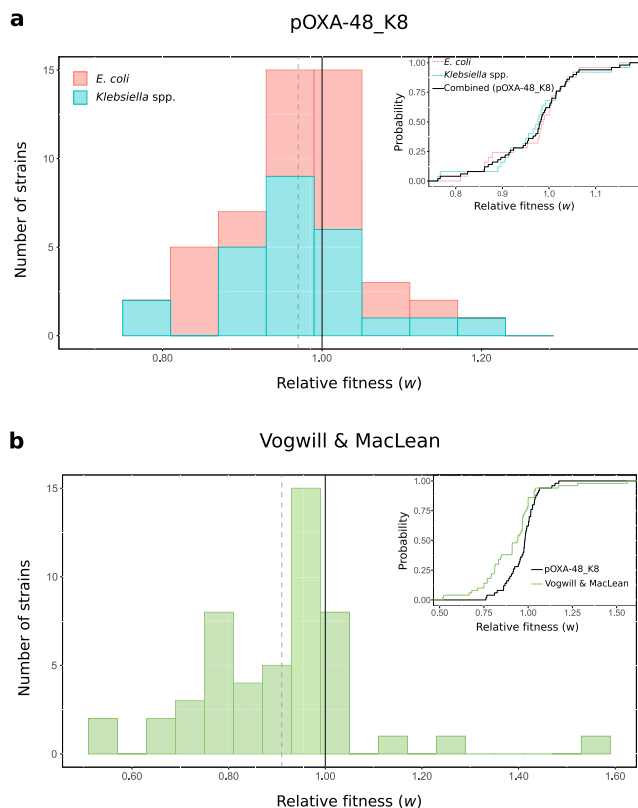 a
pOXA-48_K8
E. coli
Klebsiella spp.
15
10
5
0
Number of strains
0.80
1.00
1.20
Relative fitness (w)
E. coli
Klebsiella spp.
Combined (pOXA-48_K8)
1.00
0.75
0.50
0.25
0.00
Probability
0.8
0.9
1.0
1.1
Relative fitness (w)
b
Vogwill & MacLean
15
10
5
0
Number of strains
0.60
0.80
1.00
1.20
1.40
1.60
Relative fitness (w)
1.00
0.75
0.50
0.25
0.00
Probability
pOXA-48_K8
Vogwill & MacLean
0.50
0.75
1.00
1.25
1.50
Relative fitness (w)